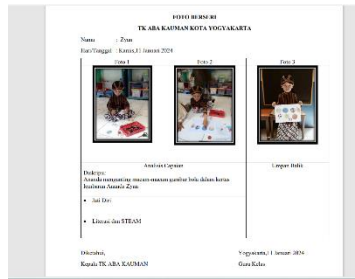 FOTO BERSERI
TK ABA KAUMAN KOTA YOGYAKARTA
Nama : Zyan
Hari/Tanggal : Kamis, 11 Januari 2024
Foto 1 Foto 2 Foto 3
Analisis Capaian Umpan Balik
Deskripsi
Ananda menggunting macam-macam gambar bola dalam kertas
lembaran Ananda Zyan
• Jati Diri
• Literasi dan STEAM
Diketahui, Yogyakarta, 11 Januari 2024
Kepala TK ABA KAUMAN Guru Kelas